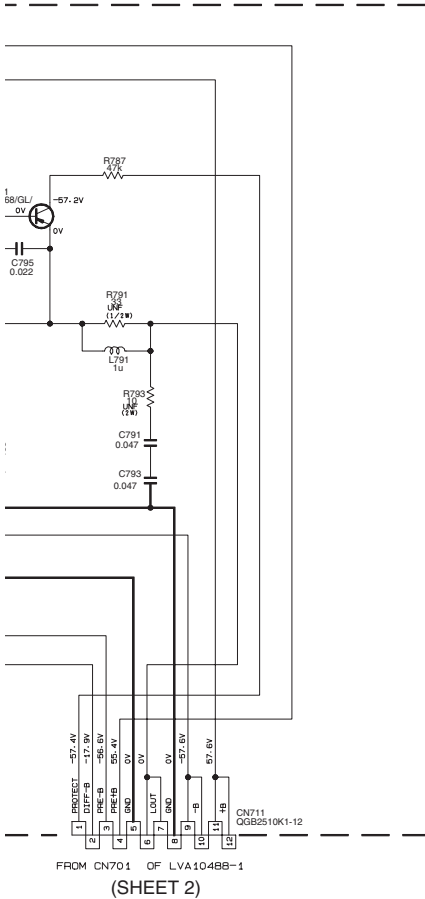 R787
47k
1
68/GL/
-57.2V
0V
0V
C795
0.022
R791
33
UNF
(1/2W)
L791
1u
R793
10
UNF
(2W)
C791
0.047
C793
0.047
-57.4V
-17.9V
-56.6V
55.4V
0V
0V
0V
-57.6V
57.6V
PROTECT
DIFF-B
PRE-B
PRE+B
GND
LOUT
GND
-B
+B
1
2
3
4
5
6
7
8
9
10
11
12
CN711
QGB2510K1-12
FROM CN701 OF LVA10488-1
(SHEET 2)